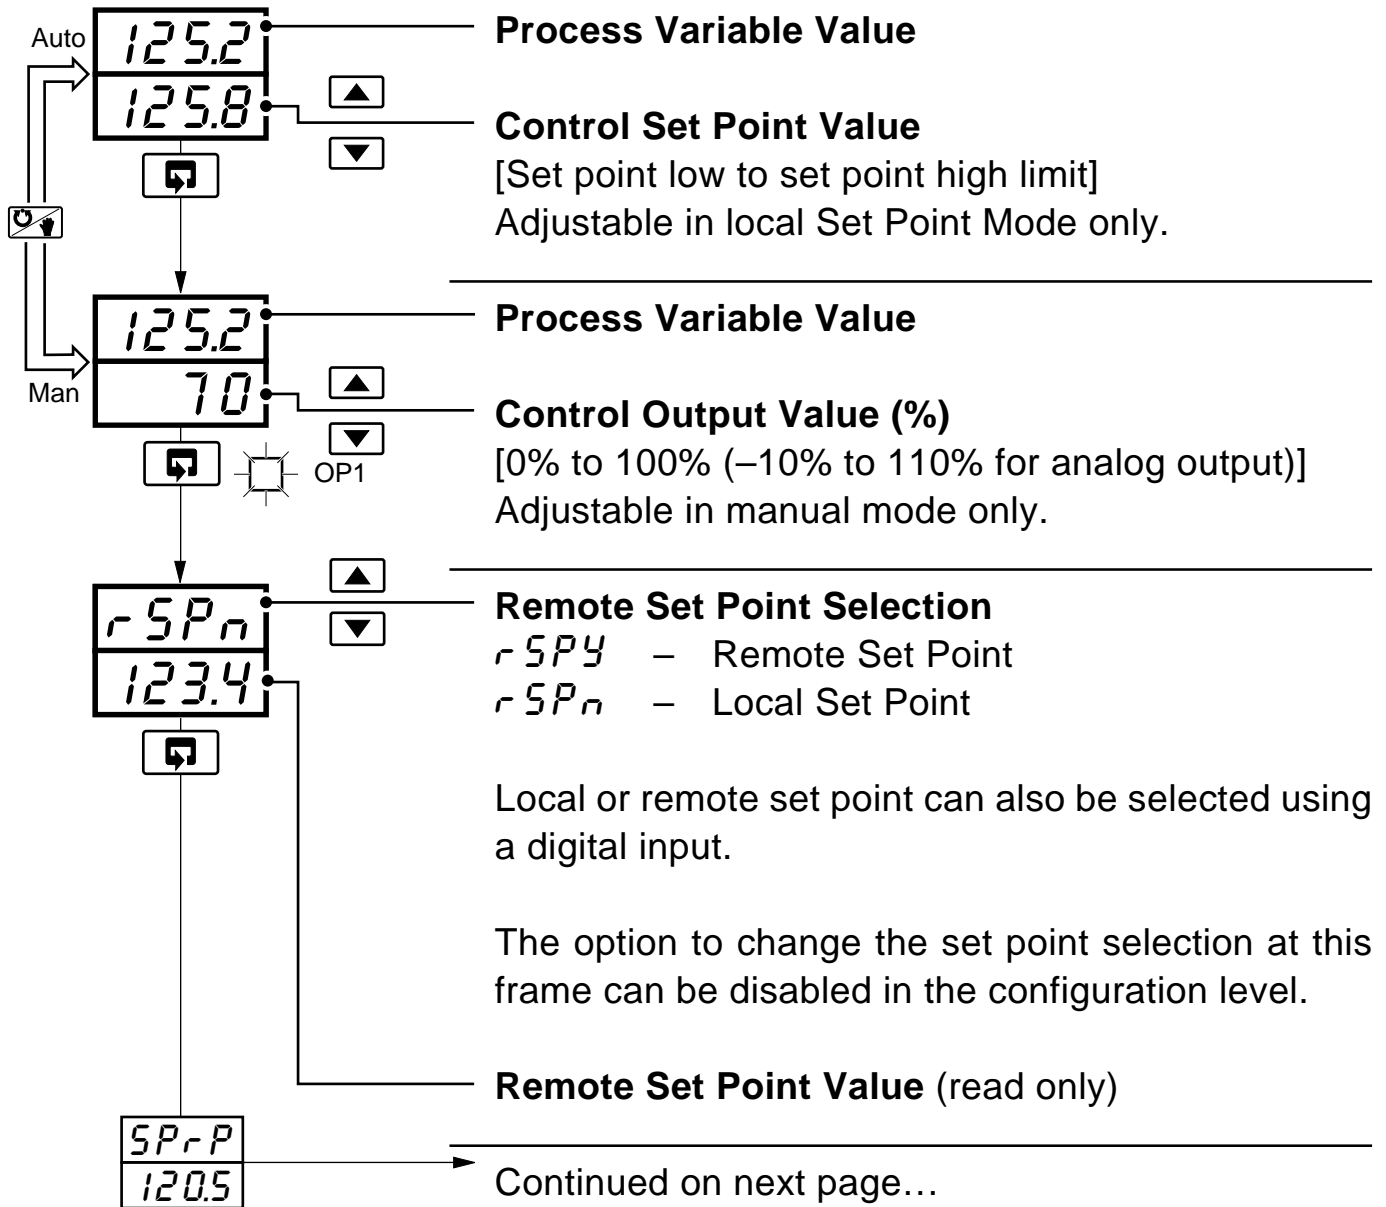 Auto
125.2
125.8
Process Variable Value
Control Set Point Value
[Set point low to set point high limit]
Adjustable in local Set Point Mode only.
Man
125.2
70
OP1
Process Variable Value
Control Output Value (%)
[0% to 100% (–10% to 110% for analog output)]
Adjustable in manual mode only.
rSPn
123.4
Remote Set Point Selection
rSPY – Remote Set Point
rSPn – Local Set Point
Local or remote set point can also be selected using
a digital input.
The option to change the set point selection at this
frame can be disabled in the configuration level.
Remote Set Point Value (read only)
SPrP
120.5
Continued on next page…